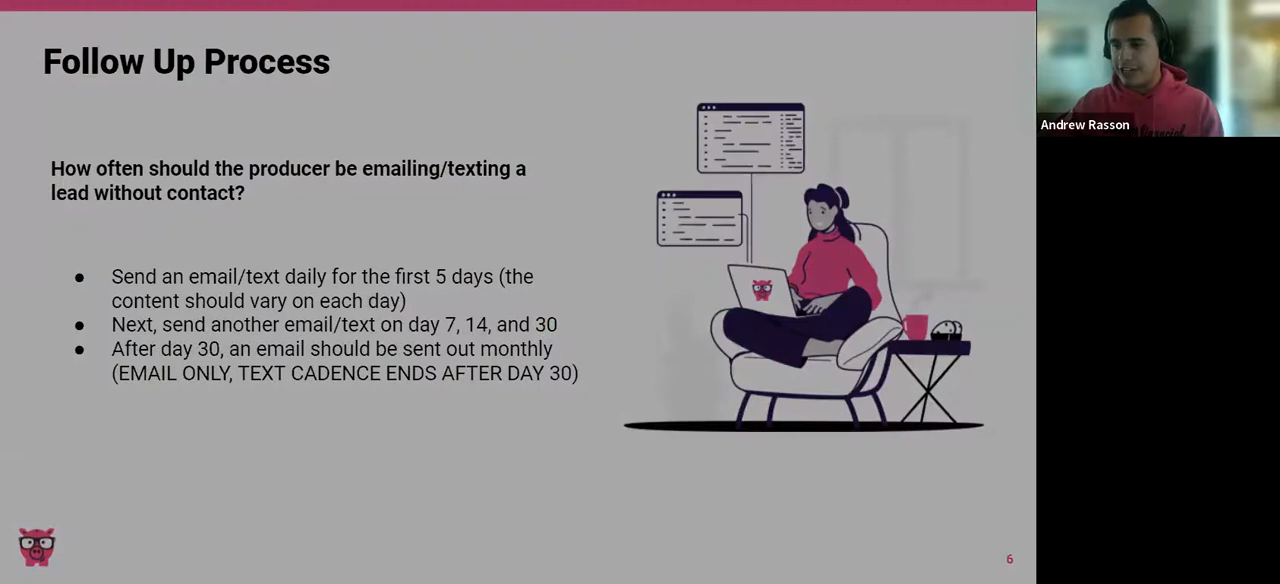 Follow Up Process
How often should the producer be emailing/texting a
lead without contact?
● Send an email/text daily for the first 5 days (the
content should vary on each day)
● Next, send another email/text on day 7, 14, and 30
● After day 30, an email should be sent out monthly
(EMAIL ONLY, TEXT CADENCE ENDS AFTER DAY 30)
6
Andrew Rasson